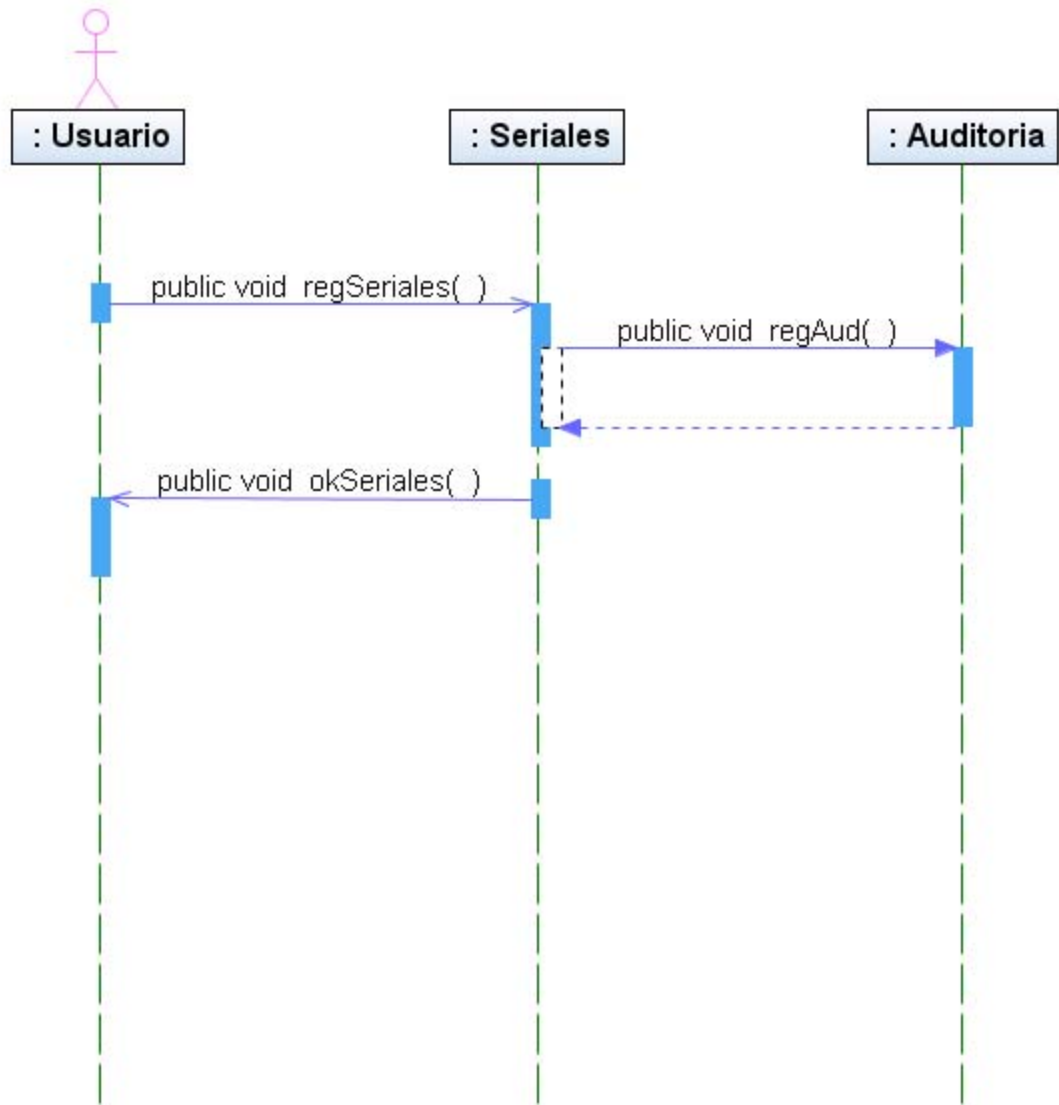 : Usuario
: Seriales
: Auditoria
public void regSeriales( )
public void regAud( )
public void okSeriales( )